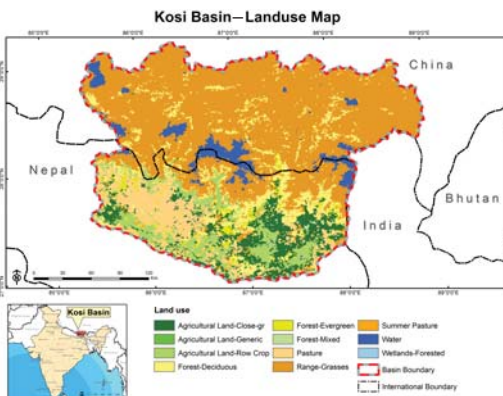 Kosi Basin—Landuse Map
China
Nepal
India
Bhutan
Kosi Basin
Land use
Agricultural Land-Close-gr
Agricultural Land-Generic
Agricultural Land-Row Crop
Forest-Deciduous
Forest-Evergreen
Forest-Mixed
Pasture
Range-Grasses
Summer Pasture
Water
Wetlands-Forested
Basin Boundary
International Boundary